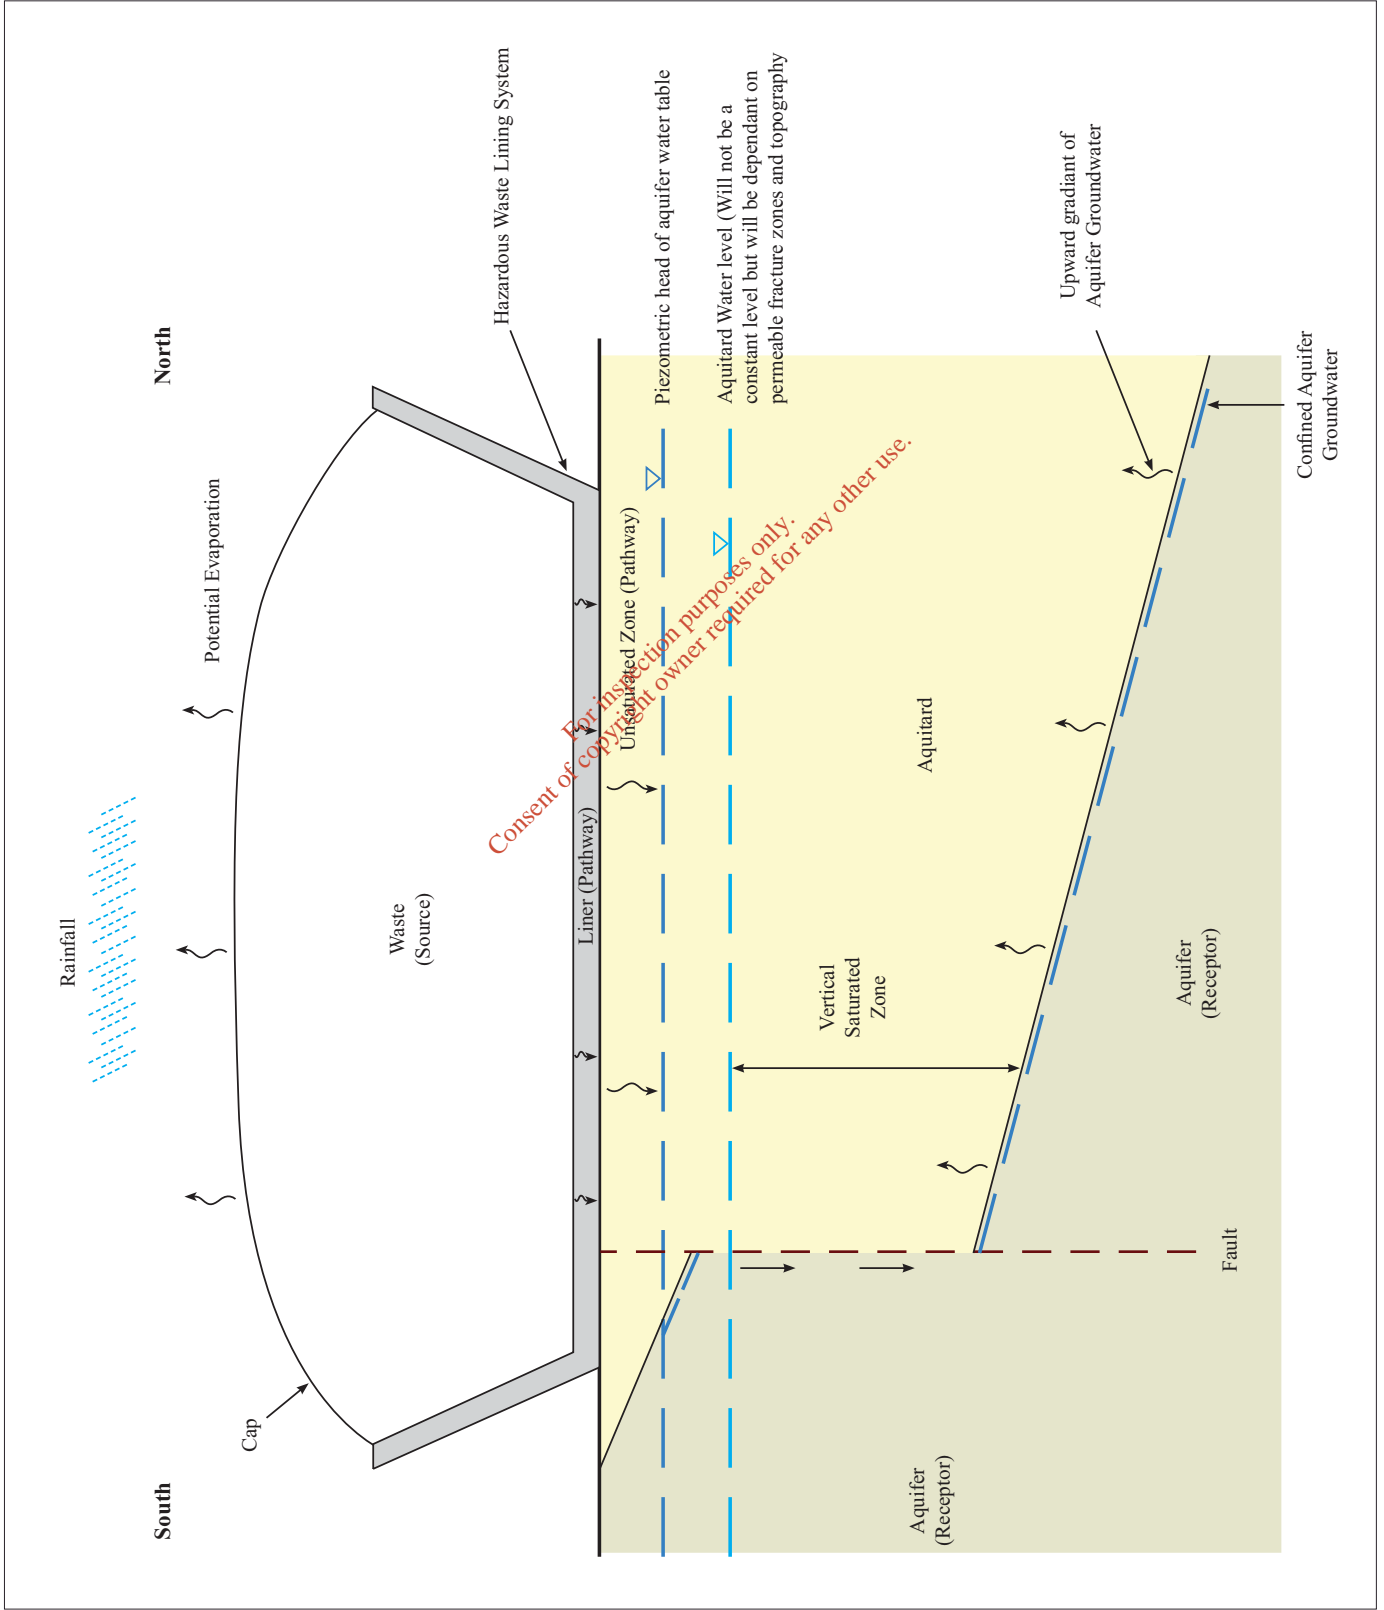 South
North
Rainfall
Potential Evaporation
Cap
Waste
(Source)
Hazardous Waste Lining System
Liner (Pathway)
Unsaturated Zone (Pathway)
Piezometric head of aquifer water table
Aquitard Water level (Will not be a
constant level but will be dependant on
permeable fracture zones and topography
For inspection purposes only.
Consent of copyright owner required for any other use.
Vertical
Saturated
Zone
Aquitard
Upward gradiant of
Aquifer Groundwater
Aquifer
(Receptor)
Aquifer
(Receptor)
Fault
Confined Aquifer
Groundwater